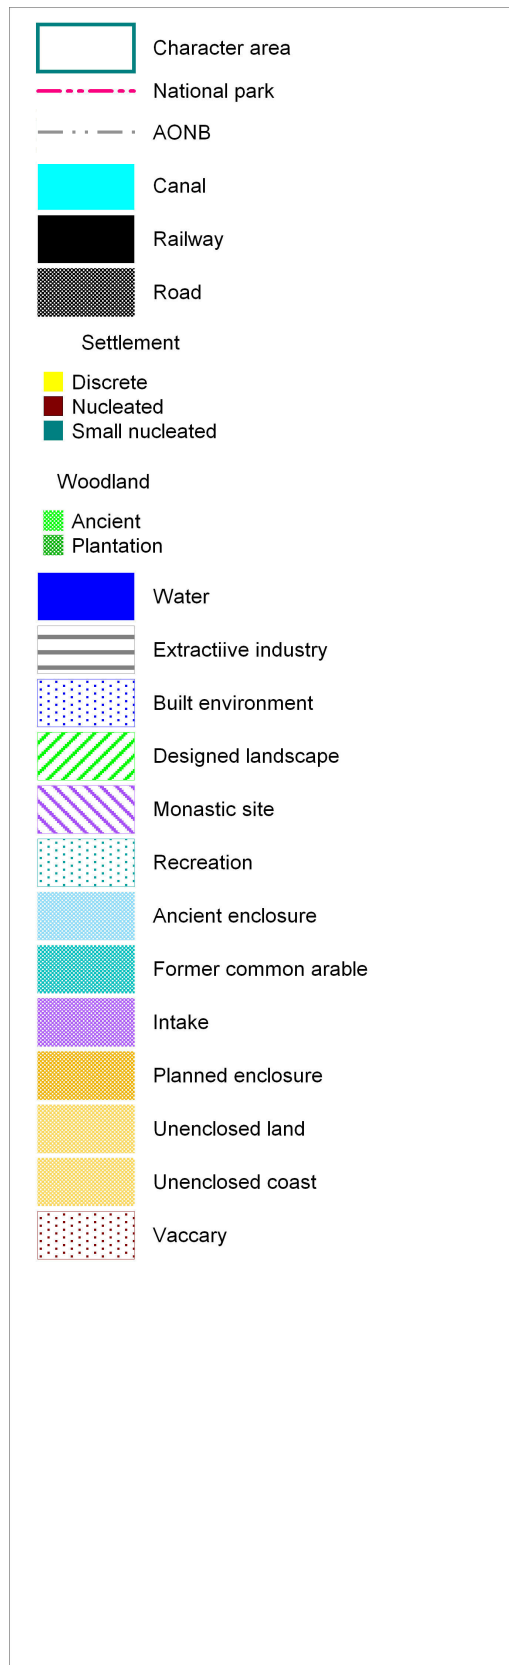 Character area
National park
AONB
Canal
Railway
Road
Settlement
Discrete
Nucleated
Small nucleated
Woodland
Ancient
Plantation
Water
Extractiive industry
Built environment
Designed landscape
Monastic site
Recreation
Ancient enclosure
Former common arable
Intake
Planned enclosure
Unenclosed land
Unenclosed coast
Vaccary